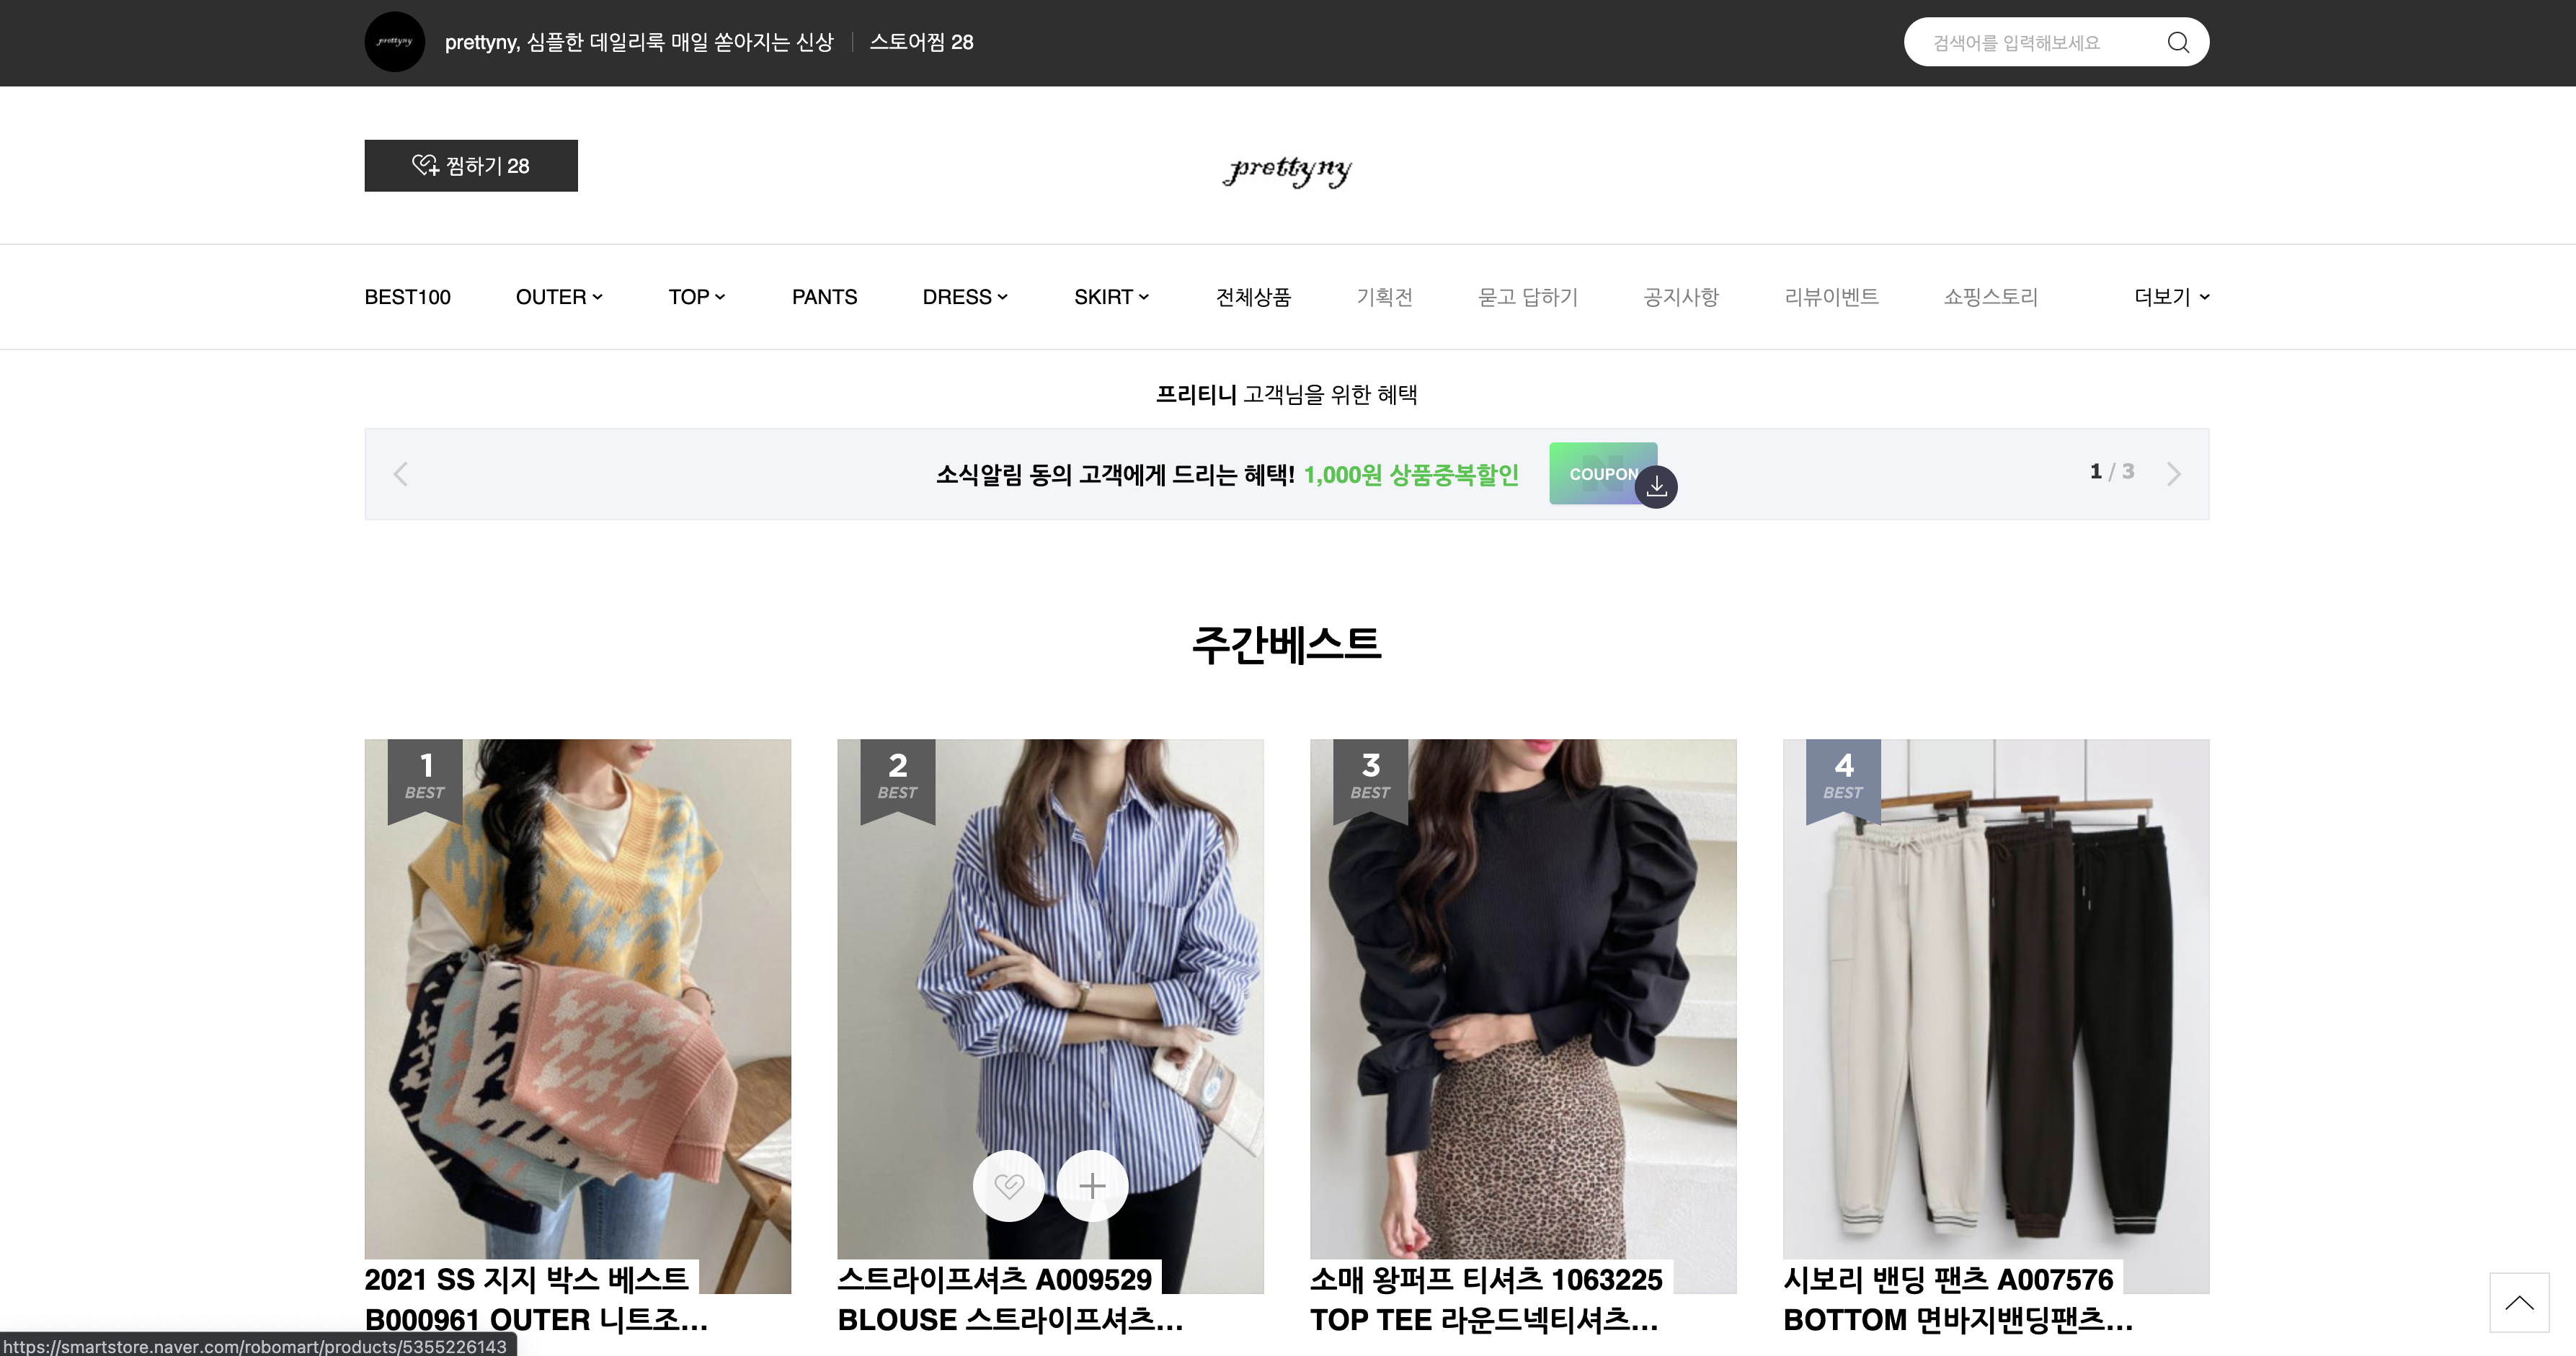 prettyny
prettyny, 심플한 데일리룩 매일 쏟아지는 신상 스토어찜 28
검색어를 입력해보세요
찜하기 28
prettyny
BEST100 OUTER TOP PANTS DRESS SKIRT 전체상품 기획전 묻고 답하기 공지사항 리뷰이벤트 쇼핑스토리 더보기
프리티니 고객님을 위한 혜택
소식알림 동의 고객에게 드리는 혜택! 1,000원 상품중복할인 COUPON 1 / 3
주간베스트
1 BEST
2 BEST
3 BEST
4 BEST
2021 SS 지지 박스 베스트
B000961 OUTER 니트조...
스트라이프셔츠 A009529
BLOUSE 스트라이프셔츠...
소매 왕퍼프 티셔츠 1063225
TOP TEE 라운드넥티셔츠...
시보리 밴딩 팬츠 A007576
BOTTOM 면바지밴딩팬츠...
https://smartstore.naver.com/robomart/products/5355226143